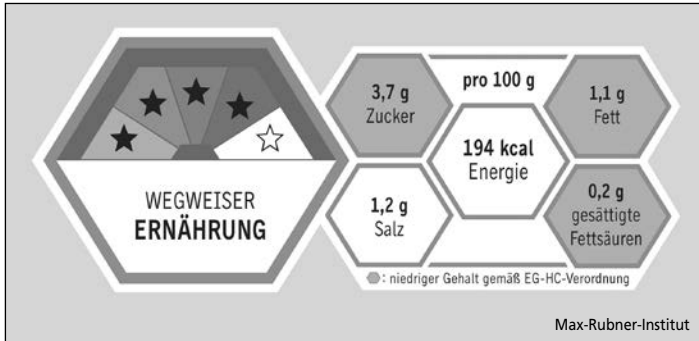 WEGWEISER
ERNÄHRUNG
3,7 g
Zucker
pro 100 g
1,1 g
Fett
194 kcal
Energie
1,2 g
Salz
0,2 g
gesättigte
Fettsäuren
: niedriger Gehalt gemäß EG-HC-Verordnung
Max-Rubner-Institut